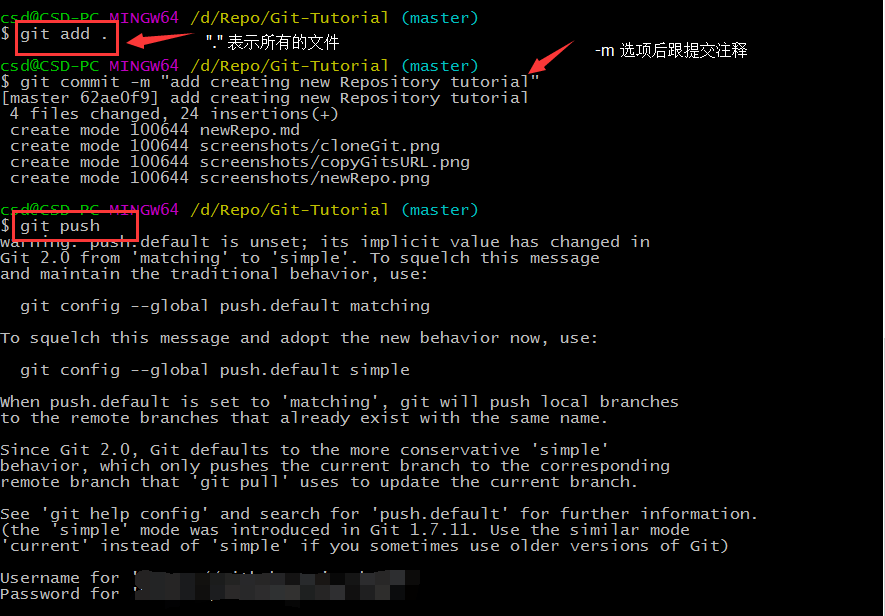 csd@CSD-PC MINGW64 /d/Repo/Git-Tutorial (master)
$ git add .
"." 表示所有的文件
-m 选项后跟提交注释
csd@CSD-PC MINGW64 /d/Repo/Git-Tutorial (master)
$ git commit -m "add creating new Repository tutorial"
[master 62ae0f9] add creating new Repository tutorial
4 files changed, 24 insertions(+)
create mode 100644 newRepo.md
create mode 100644 screenshots/cloneGit.png
create mode 100644 screenshots/copyGitsURL.png
create mode 100644 screenshots/newRepo.png
csd@CSD-PC MINGW64 /d/Repo/Git-Tutorial (master)
$ git push
warning: push.default is unset; its implicit value has changed in
Git 2.0 from 'matching' to 'simple'. To squelch this message
and maintain the traditional behavior, use:
git config --global push.default matching
To squelch this message and adopt the new behavior now, use:
git config --global push.default simple
When push.default is set to 'matching', git will push local branches
to the remote branches that already exist with the same name.
Since Git 2.0, Git defaults to the more conservative 'simple'
behavior, which only pushes the current branch to the corresponding
remote branch that 'git pull' uses to update the current branch.
See 'git help config' and search for 'push.default' for further information.
(the 'simple' mode was introduced in Git 1.7.11. Use the similar mode
'current' instead of 'simple' if you sometimes use older versions of Git)
Username for '
Password for '